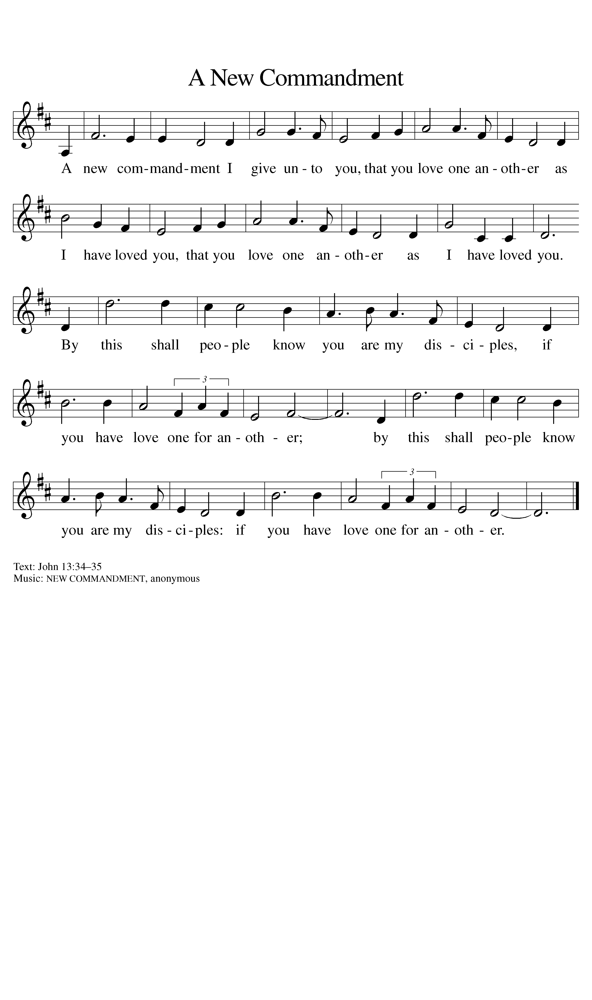 A New Commandment
A new com-mand-ment I give un - to you, that you love one an - oth-er as
I have loved you, that you love one an - oth-er as I have loved you.
By this shall peo - ple know you are my dis - ci - ples, if
3
you have love one for an - oth - er; by this shall peo-ple know
3
you are my dis - ci - ples: if you have love one for an - oth - er.
Text: John 13:34–35
Music: NEW COMMANDMENT, anonymous